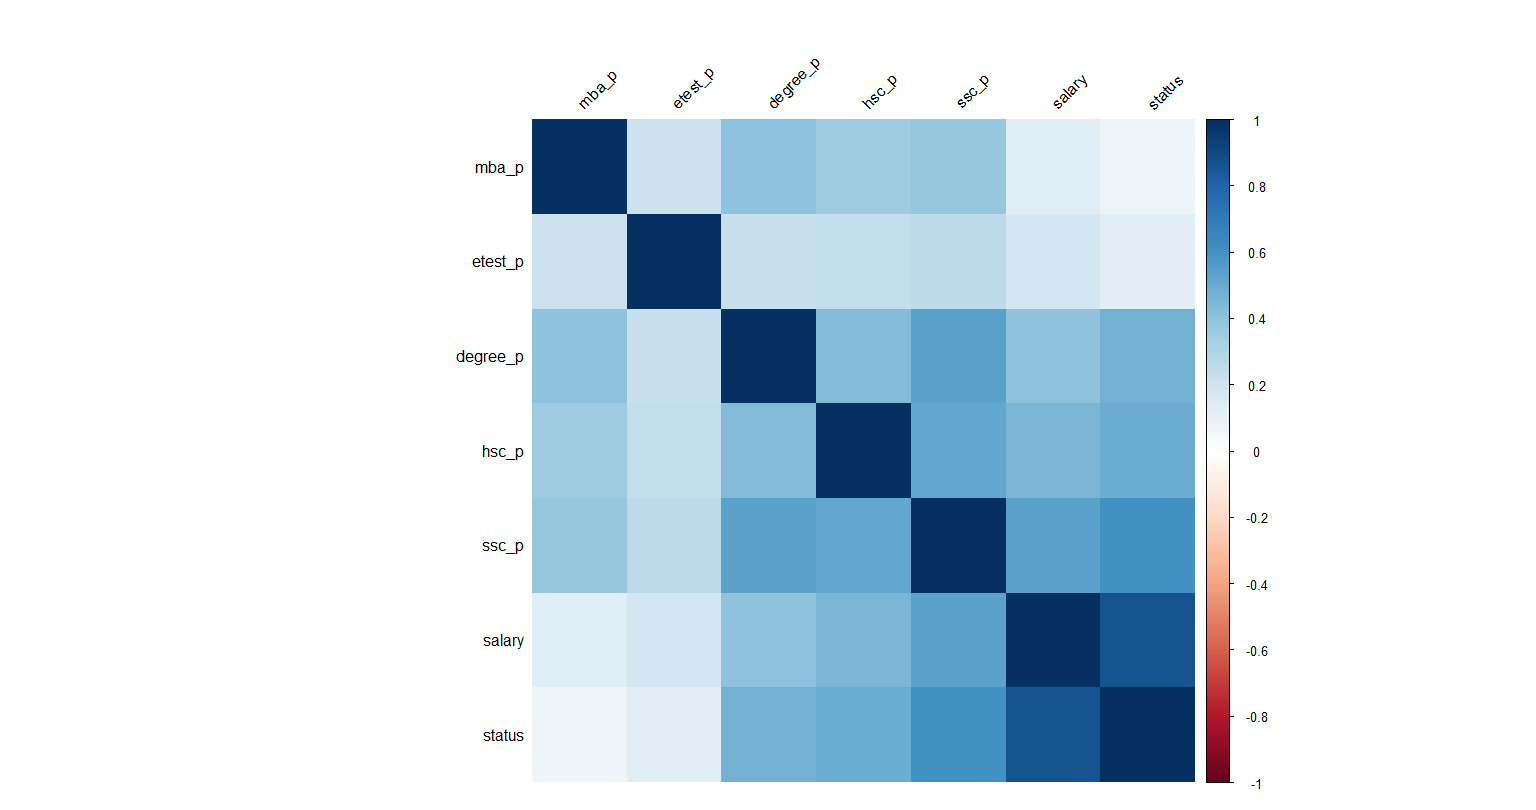 mba_p etest_p degree_p hsc_p ssc_p salary status
mba_p
etest_p
degree_p
hsc_p
ssc_p
salary
status
1
0.8
0.6
0.4
0.2
0
-0.2
-0.4
-0.6
-0.8
-1